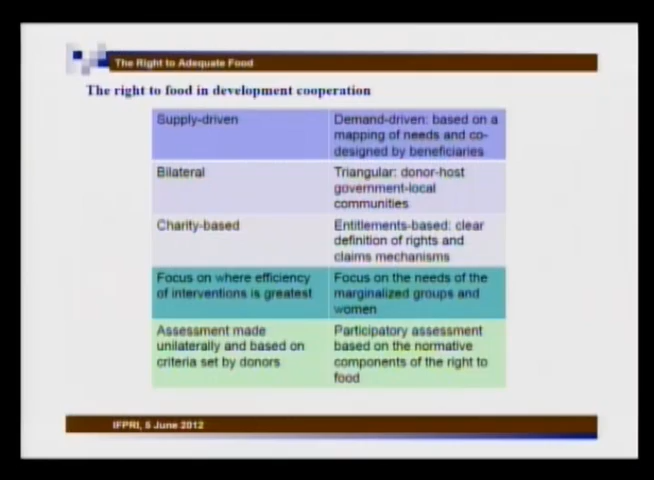 The Right to Adequate Food
The right to food in development cooperation
Supply-driven
Demand-driven: based on a
mapping of needs and co-
designed by beneficiaries
Bilateral
Triangular: donor-host
government-local
communities
Charity-based
Entitlements-based: clear
definition of rights and
claims mechanisms
Focus on where efficiency
of interventions is greatest
Focus on the needs of the
marginalized groups and
women
Assessment made
unilaterally and based on
criteria set by donors
Participatory assessment
based on the normative
components of the right to
food
IFPRI, 5 June 2012